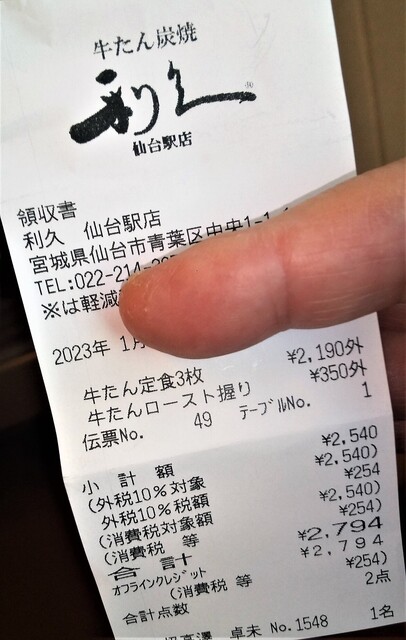 牛たん炭焼
利久
仙台駅店
領収書
利久 仙台駅店
宮城県仙台市青葉区中央1-1
TEL:022-214-
※は軽減
2023年 1月
牛たん定食3枚 ¥2,190外
牛たんロースト握り ¥350外
伝票No. 49 テーブルNo. 1
小計額 ¥2,540
(外税10%対象 ¥2,540)
外税10%税額 ¥254
(消費税対象額 ¥2,540)
(消費税 等 ¥254)
合計 ¥2,794
オフラインクレジット ¥2,794
(消費税 等 ¥254)
合計点数 2点
1名
卓未 No.1548